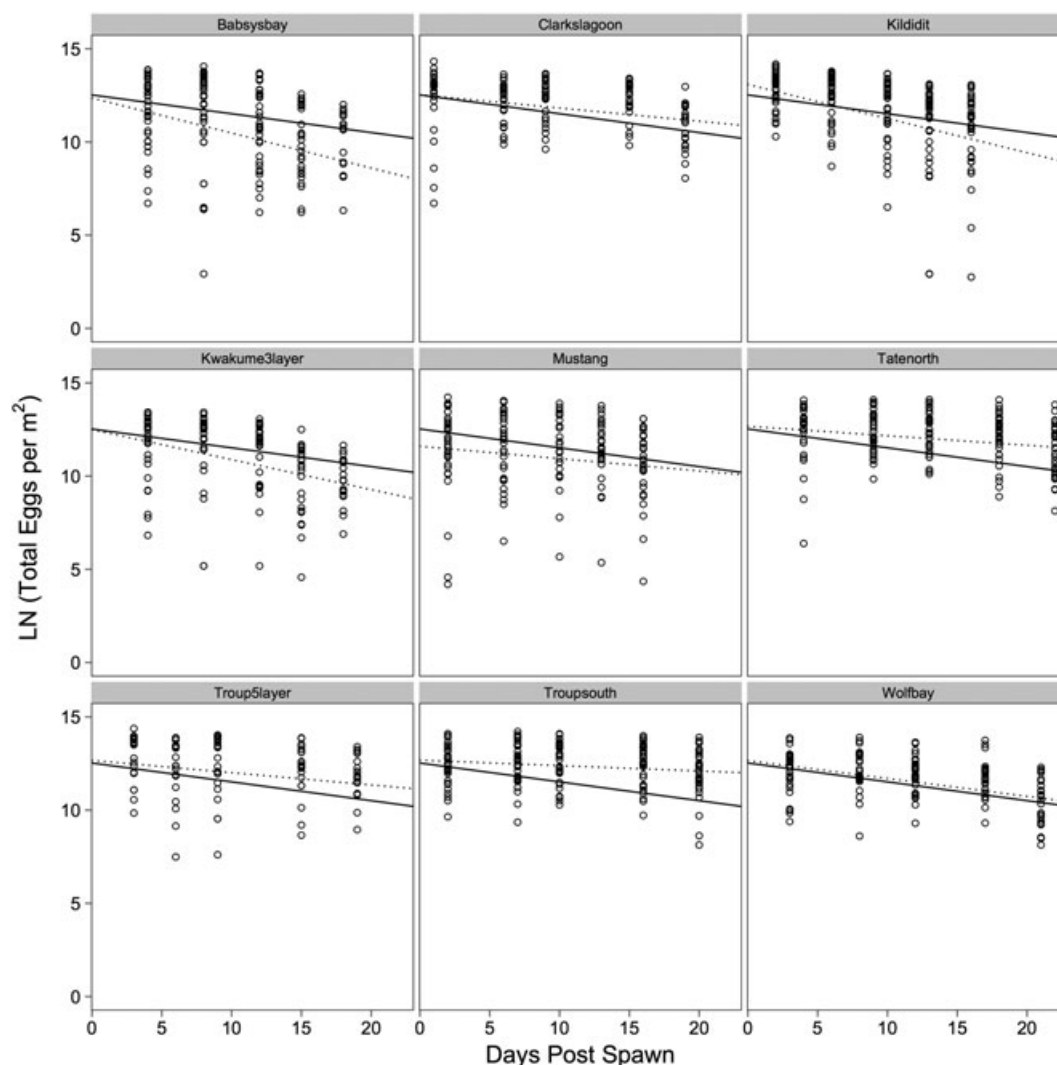 Babsysbay Clarkslagoon Kildidit
15
10
5
0
Kwakume3layer Mustang Tatenorth
15
10
5
0
LN (Total Eggs per m²)
Troup5layer Troupsouth Wolfbay
15
10
5
0
0 5 10 15 20 0 5 10 15 20 0 5 10 15 20
Days Post Spawn